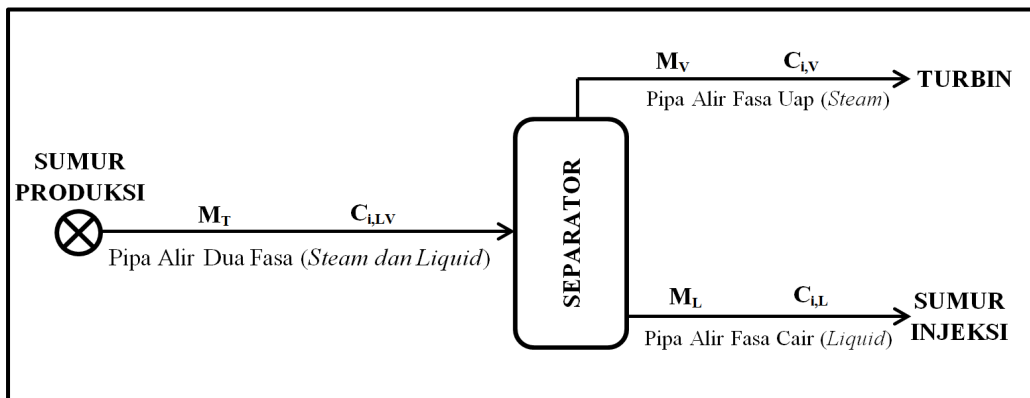 SUMUR
PRODUKSI
M_T C_i,LV
Pipa Alir Dua Fasa (Steam dan Liquid)
SEPARATOR
M_V C_i,V
Pipa Alir Fasa Uap (Steam)
TURBIN
M_L C_i,L
Pipa Alir Fasa Cair (Liquid)
SUMUR
INJEKSI